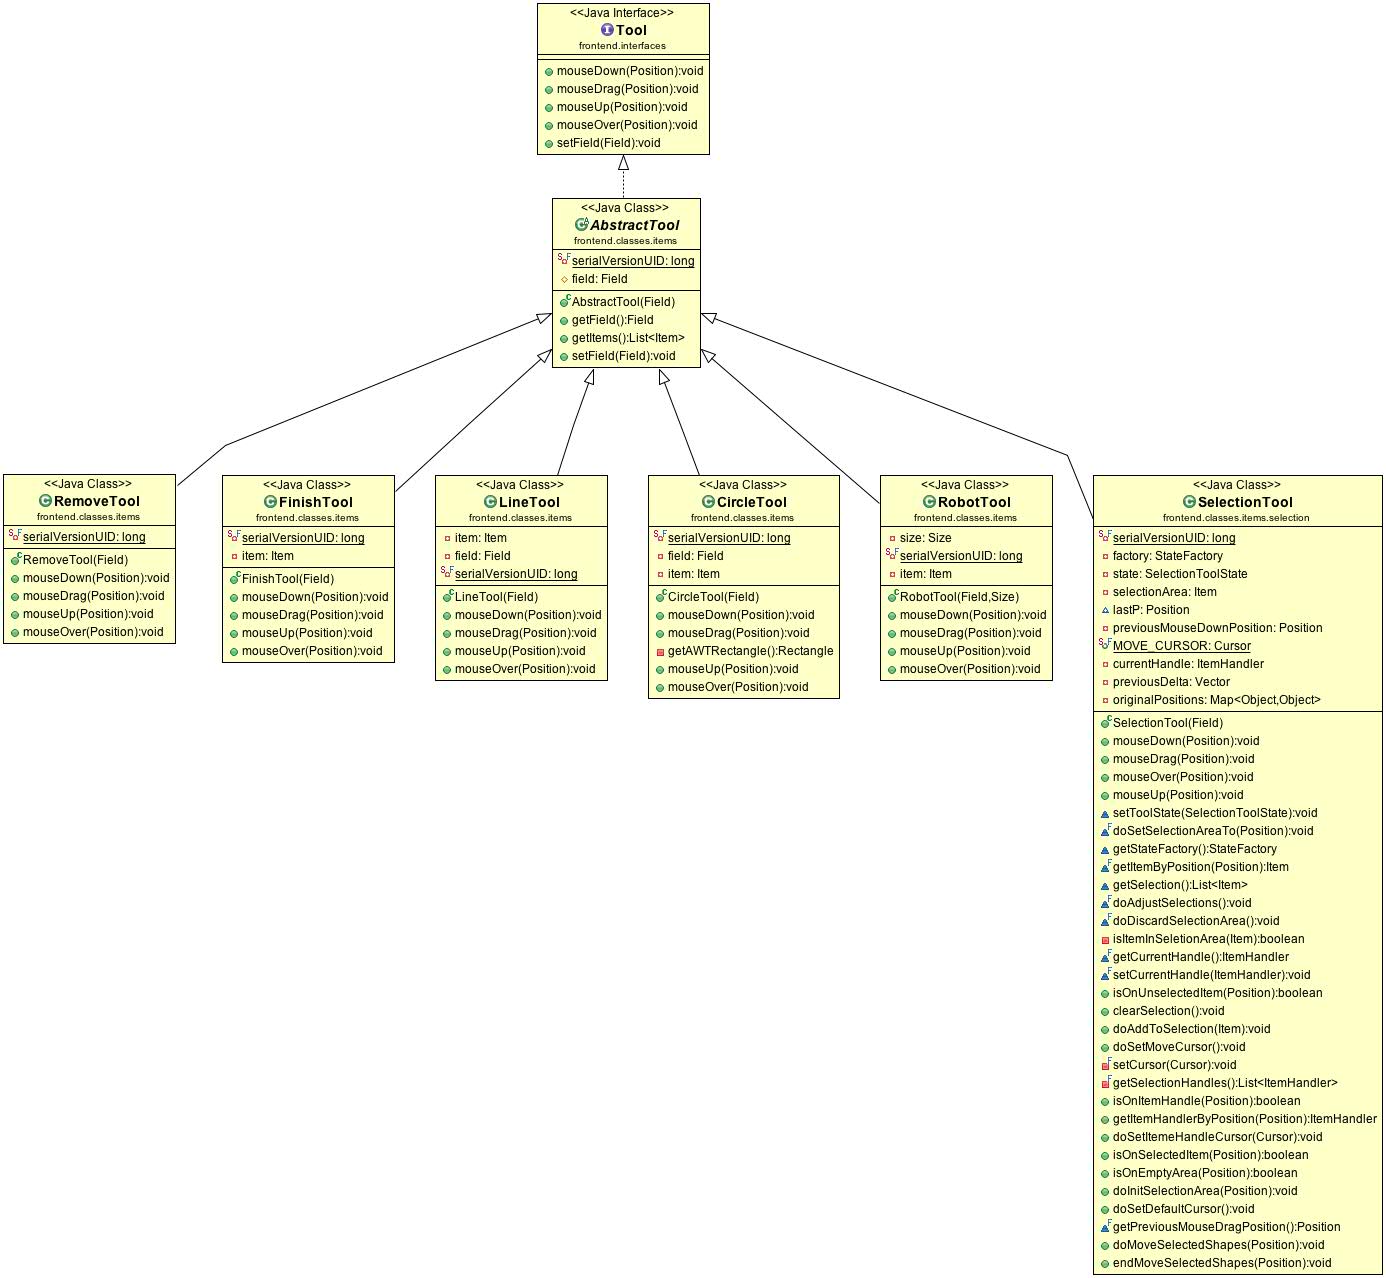 <<Java Interface>>
Tool
frontend.interfaces
mouseDown(Position):void
mouseDrag(Position):void
mouseUp(Position):void
mouseOver(Position):void
setField(Field):void
<<Java Class>>
AbstractTool
frontend.classes.items
serialVersionUID: long
field: Field
AbstractTool(Field)
getField():Field
getItems():List<Item>
setField(Field):void
<<Java Class>>
RemoveTool
frontend.classes.items
serialVersionUID: long
RemoveTool(Field)
mouseDown(Position):void
mouseDrag(Position):void
mouseUp(Position):void
mouseOver(Position):void
<<Java Class>>
FinishTool
frontend.classes.items
serialVersionUID: long
item: Item
FinishTool(Field)
mouseDown(Position):void
mouseDrag(Position):void
mouseUp(Position):void
mouseOver(Position):void
<<Java Class>>
LineTool
frontend.classes.items
item: Item
field: Field
serialVersionUID: long
LineTool(Field)
mouseDown(Position):void
mouseDrag(Position):void
mouseUp(Position):void
mouseOver(Position):void
<<Java Class>>
CircleTool
frontend.classes.items
serialVersionUID: long
field: Field
item: Item
CircleTool(Field)
mouseDown(Position):void
mouseDrag(Position):void
getAWTRectangle():Rectangle
mouseUp(Position):void
mouseOver(Position):void
<<Java Class>>
RobotTool
frontend.classes.items
size: Size
serialVersionUID: long
item: Item
RobotTool(Field,Size)
mouseDown(Position):void
mouseDrag(Position):void
mouseUp(Position):void
mouseOver(Position):void
<<Java Class>>
SelectionTool
frontend.classes.items.selection
serialVersionUID: long
factory: StateFactory
state: SelectionToolState
selectionArea: Item
lastP: Position
previousMouseDownPosition: Position
MOVE_CURSOR: Cursor
currentHandle: ItemHandler
previousDelta: Vector
originalPositions: Map<Object,Object>
SelectionTool(Field)
mouseDown(Position):void
mouseDrag(Position):void
mouseOver(Position):void
mouseUp(Position):void
setToolState(SelectionToolState):void
doSetSelectionAreaTo(Position):void
getStateFactory():StateFactory
getItemByPosition(Position):Item
getSelection():List<Item>
doAdjustSelections():void
doDiscardSelectionArea():void
isItemInSeletionArea(Item):boolean
getCurrentHandle():ItemHandler
setCurrentHandle(ItemHandler):void
isOnUnselectedItem(Position):boolean
clearSelection():void
doAddToSelection(Item):void
doSetMoveCursor():void
setCursor(Cursor):void
getSelectionHandles():List<ItemHandler>
isOnItemHandle(Position):boolean
getItemHandlerByPosition(Position):ItemHandler
doSetItemeHandleCursor(Cursor):void
isOnSelectedItem(Position):boolean
isOnEmptyArea(Position):boolean
doInitSelectionArea(Position):void
doSetDefaultCursor():void
getPreviousMouseDragPosition():Position
doMoveSelectedShapes(Position):void
endMoveSelectedShapes(Position):void